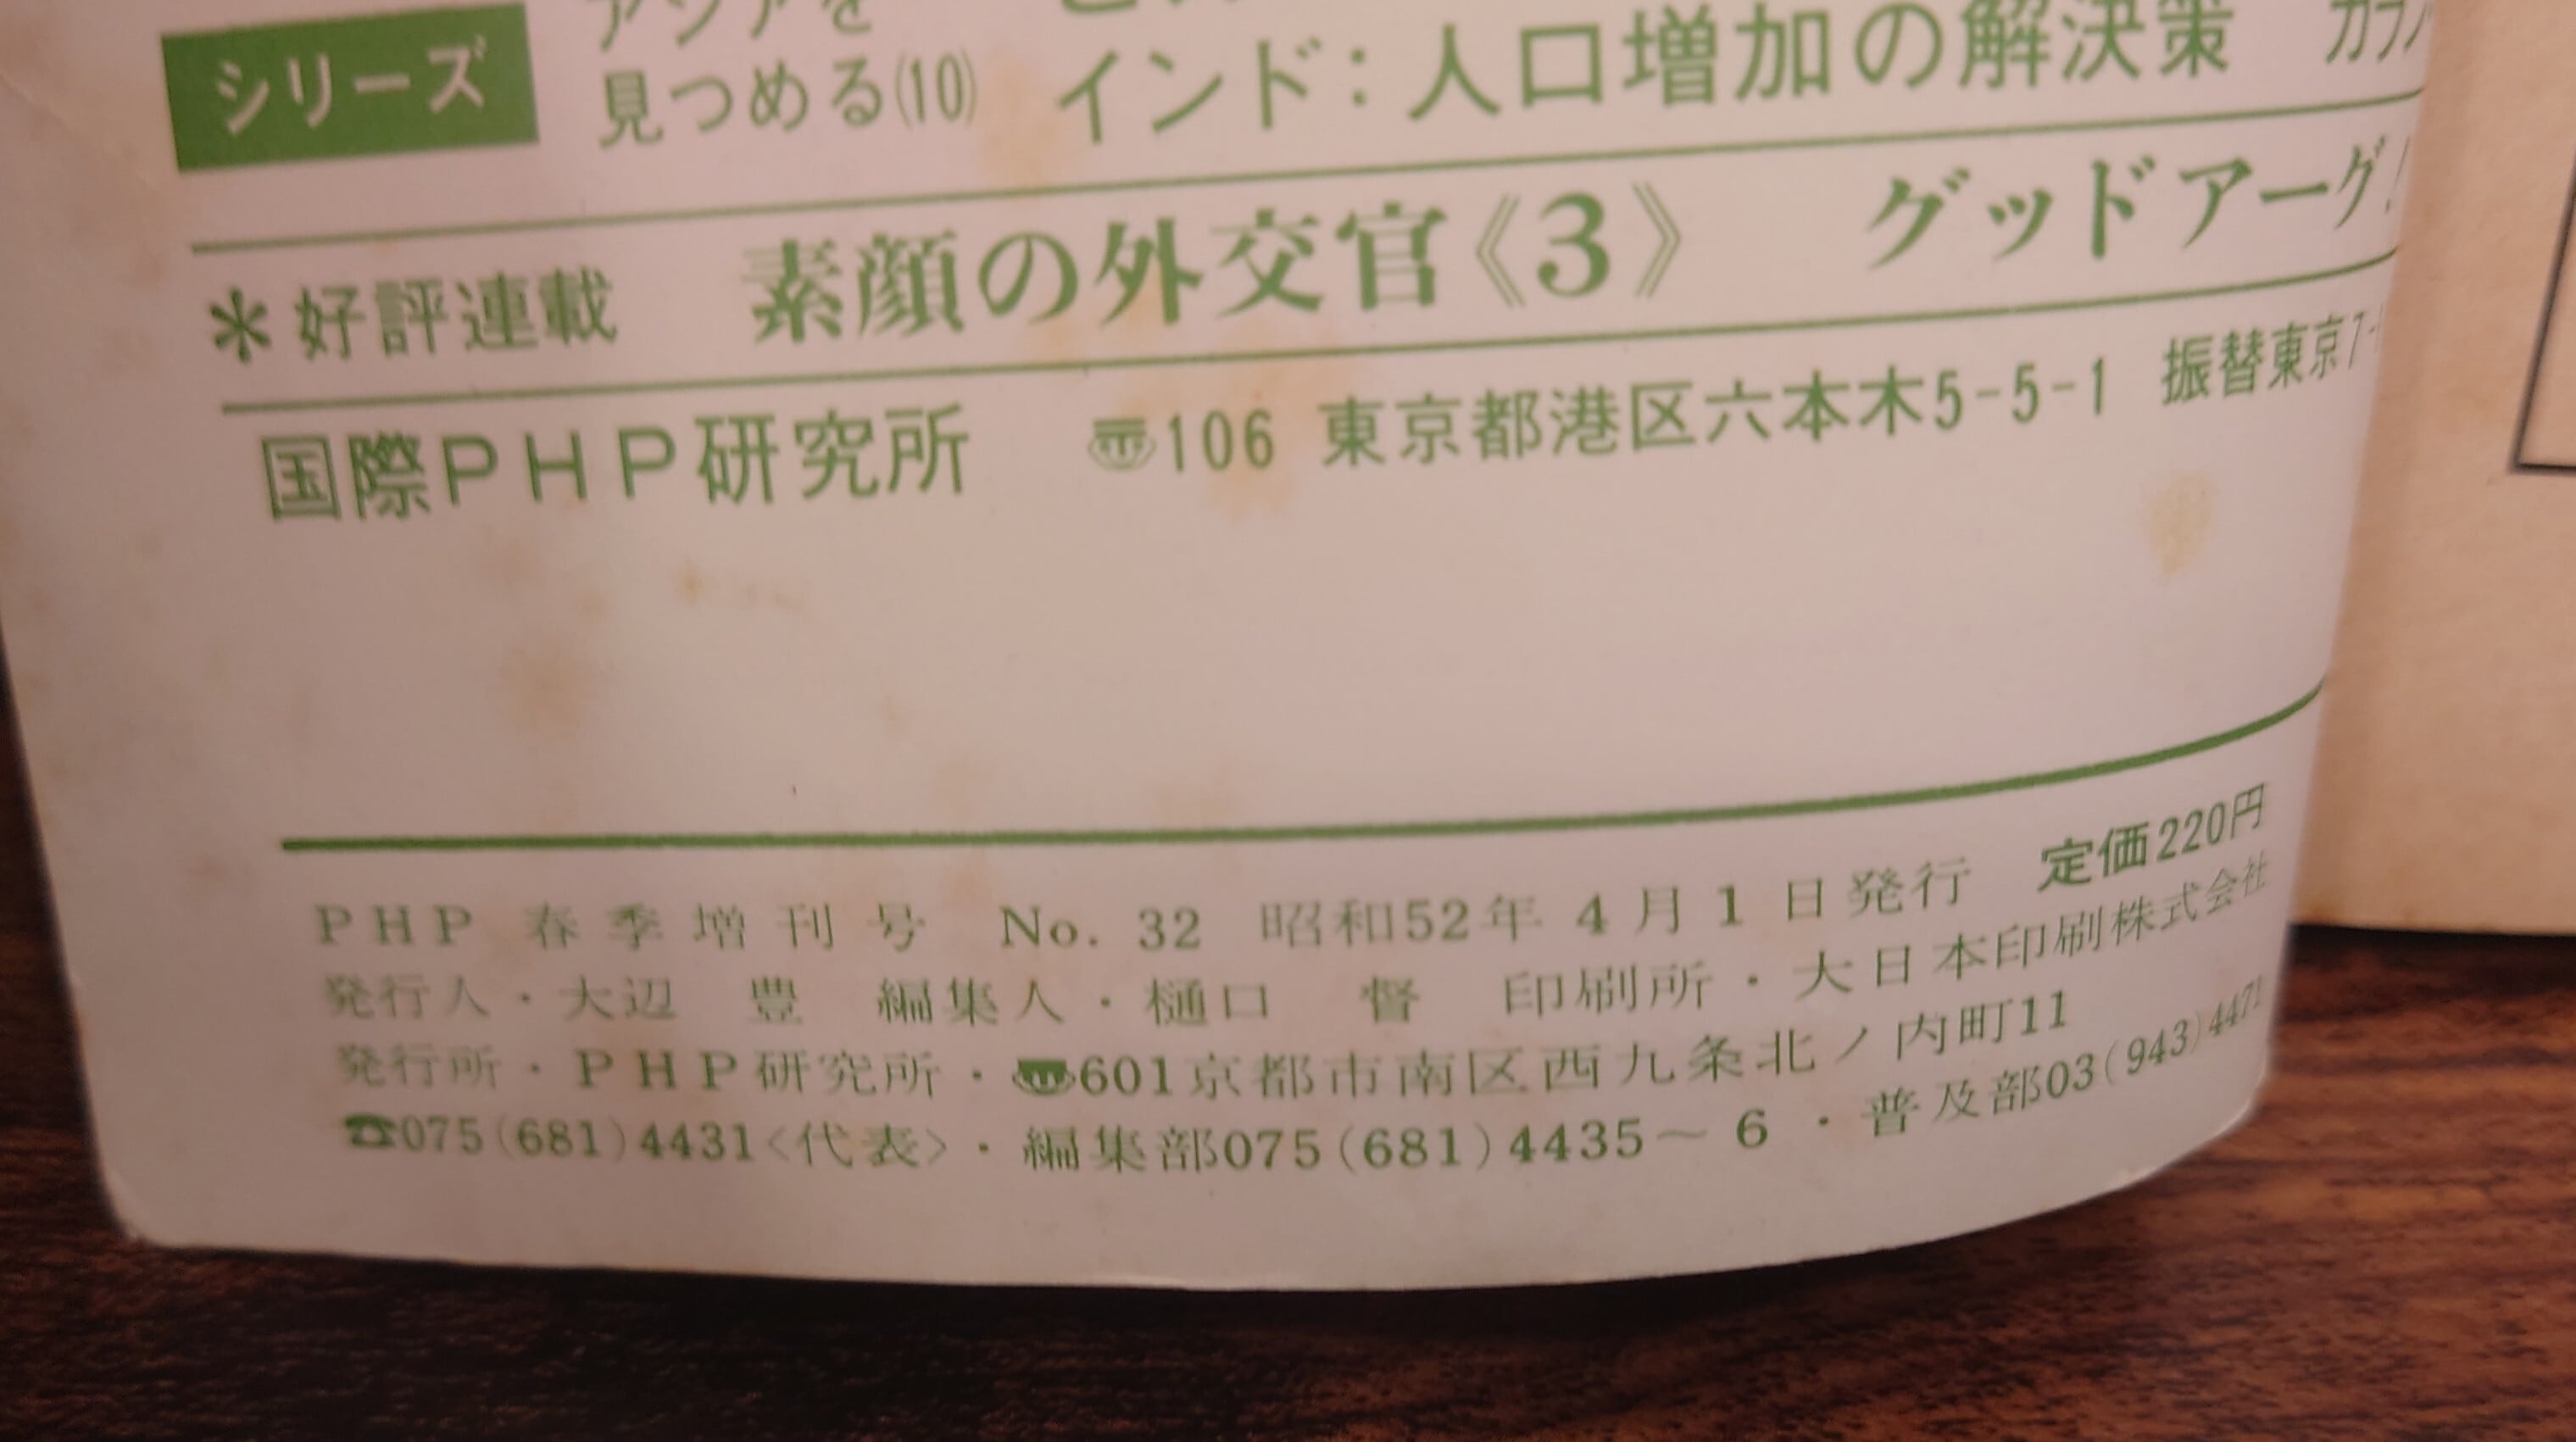 シリーズ
アジアを
見つめる(10)
インド：人口増加の解決策
＊好評連載 素顔の外交官《3》 グッドアーグ
国際PHP研究所 〠106 東京都港区六本木5-5-1 振替東京7-
PHP 春季増刊号 No. 32 昭和52年4月1日発行 定価220円
発行人・大辺 豊 編集人・樋口 督 印刷所・大日本印刷株式会社
発行所・PHP研究所・〠601京都市南区西九条北ノ内町11
☎075(681)4431<代表>・編集部075(681)4435～6・普及部03(943)4471